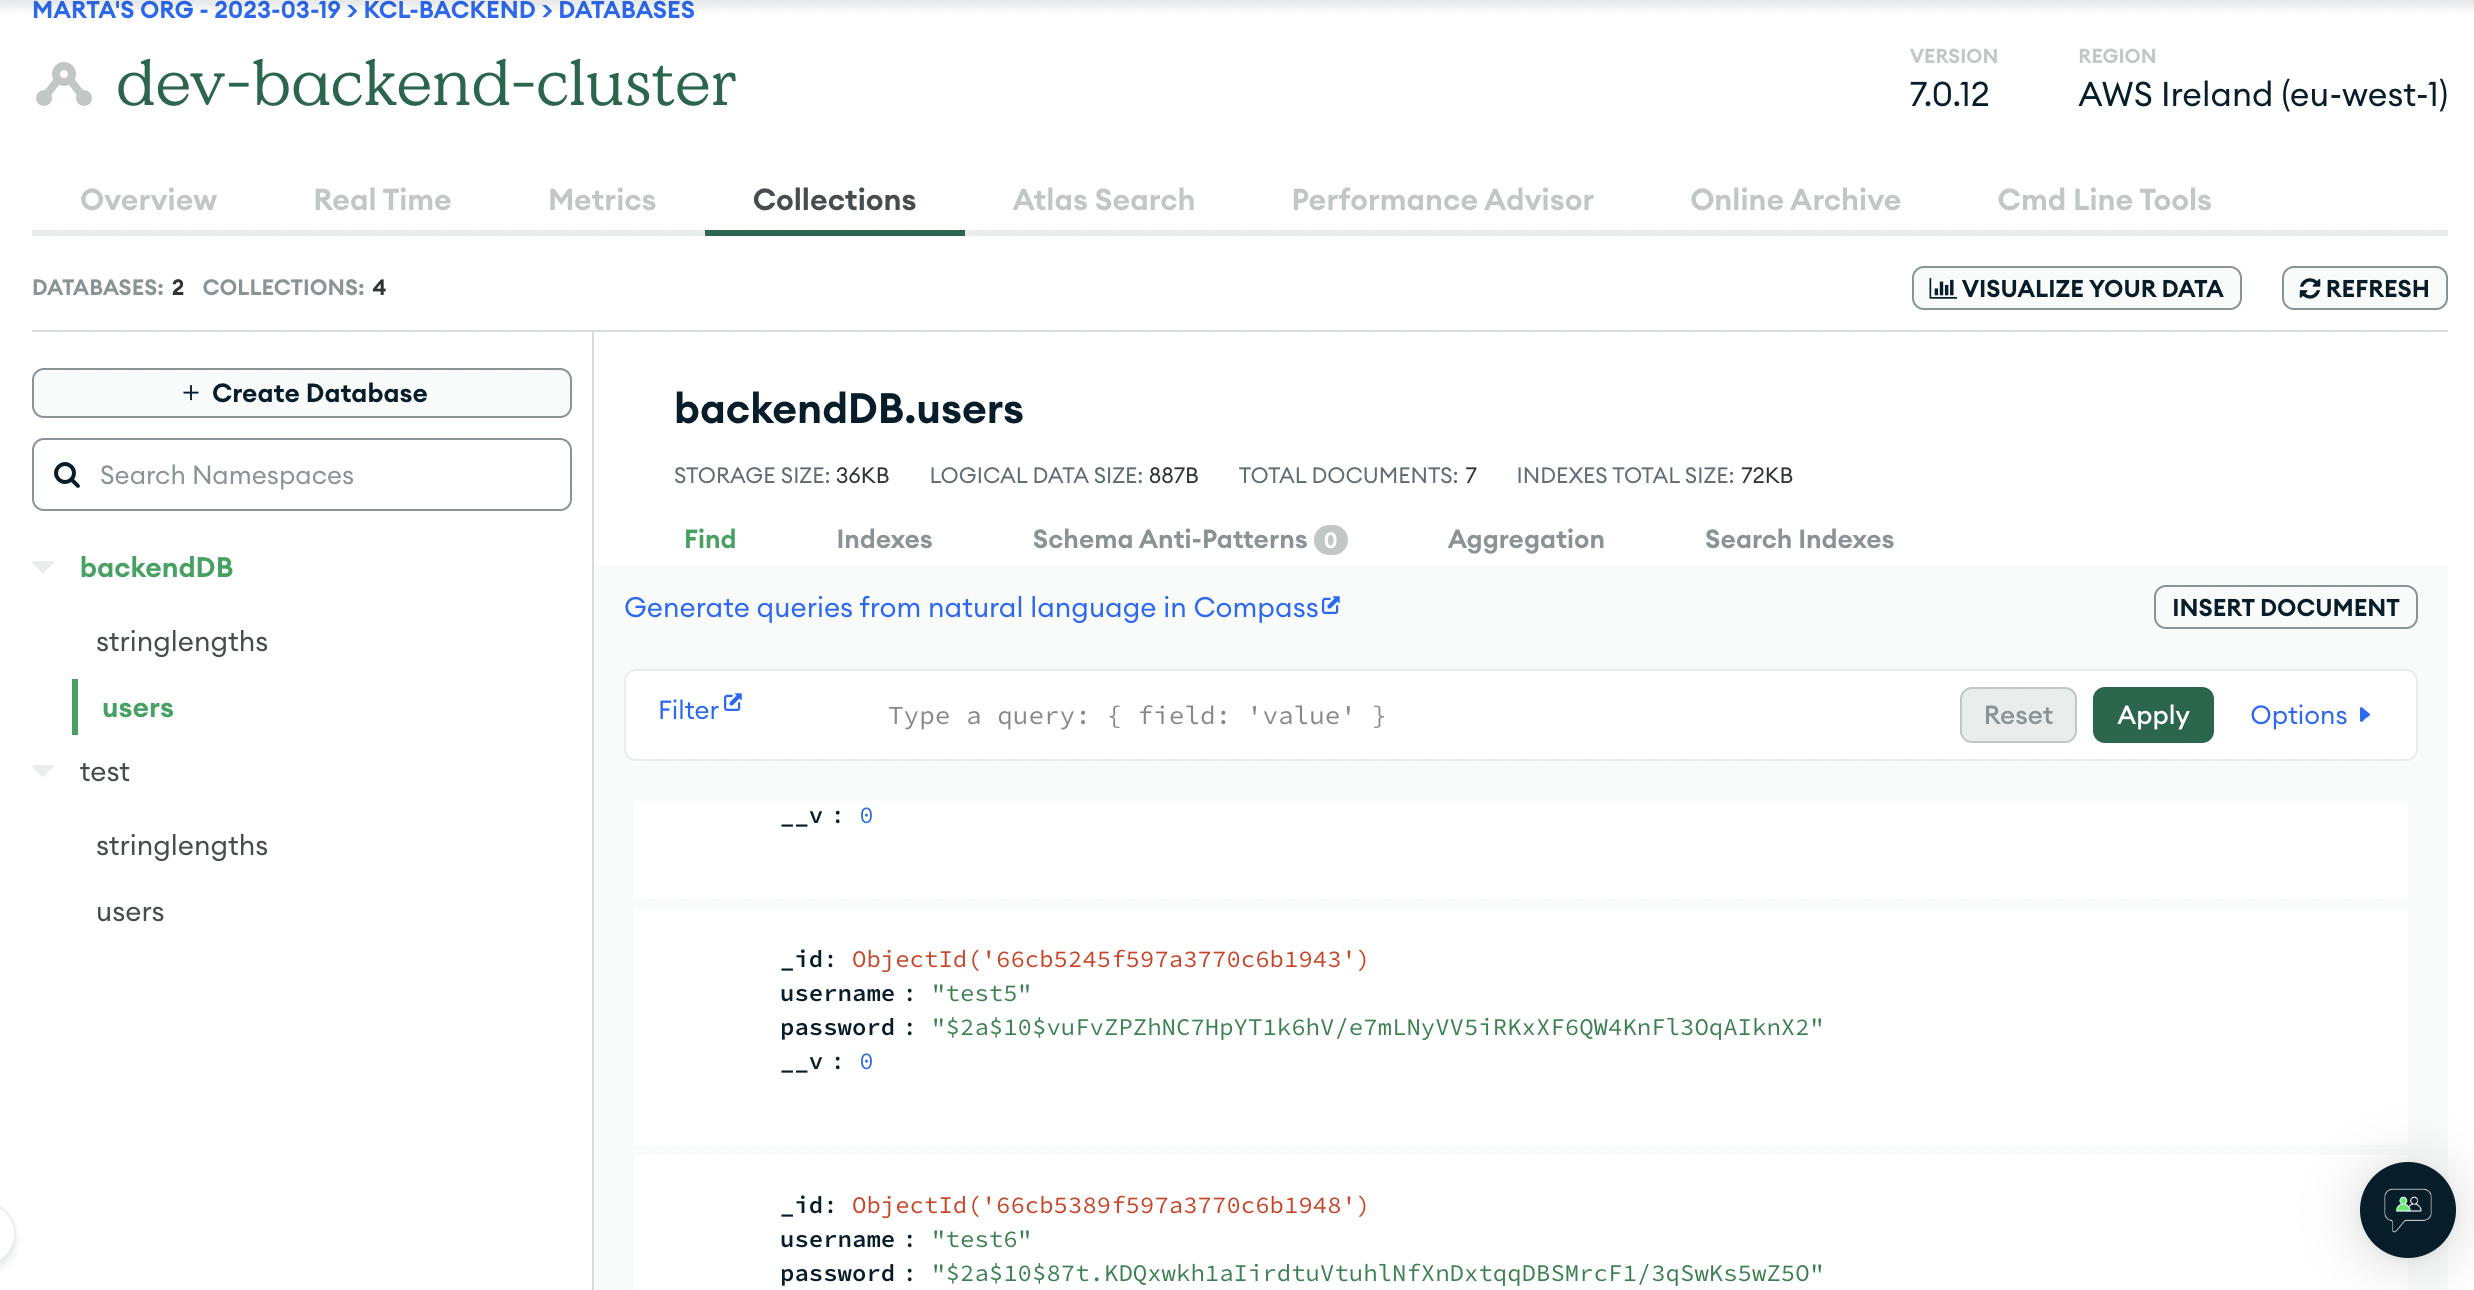 MARTA'S ORG - 2023-03-19 > KCL-BACKEND > DATABASES
dev-backend-cluster
VERSION
7.0.12
REGION
AWS Ireland (eu-west-1)
Overview
Real Time
Metrics
Collections
Atlas Search
Performance Advisor
Online Archive
Cmd Line Tools
DATABASES: 2 COLLECTIONS: 4
VISUALIZE YOUR DATA
REFRESH
+ Create Database
Search Namespaces
backendDB
stringlengths
users
test
stringlengths
users
backendDB.users
STORAGE SIZE: 36KB LOGICAL DATA SIZE: 887B TOTAL DOCUMENTS: 7 INDEXES TOTAL SIZE: 72KB
Find
Indexes
Schema Anti-Patterns 0
Aggregation
Search Indexes
Generate queries from natural language in Compass
INSERT DOCUMENT
Filter
Type a query: { field: 'value' }
Reset
Apply
Options
__v : 0
_id: ObjectId('66cb5245f597a3770c6b1943')
username : "test5"
password : "$2a$10$vuFvZPZhNC7HpYT1k6hV/e7mLNyVV5iRKxXF6QW4KnFl3OqAIknX2"
__v : 0
_id: ObjectId('66cb5389f597a3770c6b1948')
username : "test6"
password : "$2a$10$87t.KDQxwkh1aIirdtuVtuhlNfXnDxtqqDBSMrcF1/3qSwKs5wZ5O"